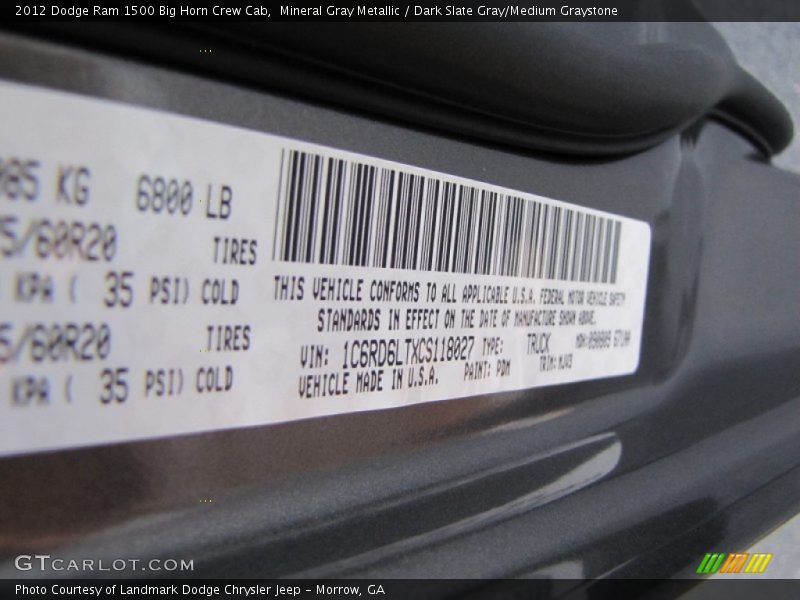 2012 Dodge Ram 1500 Big Horn Crew Cab, Mineral Gray Metallic / Dark Slate Gray/Medium Graystone
085 KG 6800 LB
5/60R20 TIRES
KPA ( 35 PSI) COLD
5/60R20 TIRES
KPA ( 35 PSI) COLD
THIS VEHICLE CONFORMS TO ALL APPLICABLE U.S.A. FEDERAL MOTOR VEHICLE SAFETY
STANDARDS IN EFFECT ON THE DATE OF MANUFACTURE SHOWN ABOVE.
VIN: 1C6RD6LTXCS118027 TYPE: TRUCK
VEHICLE MADE IN U.S.A. PAINT: PDM TRIM:
GTCARLOT.COM
Photo Courtesy of Landmark Dodge Chrysler Jeep - Morrow, GA